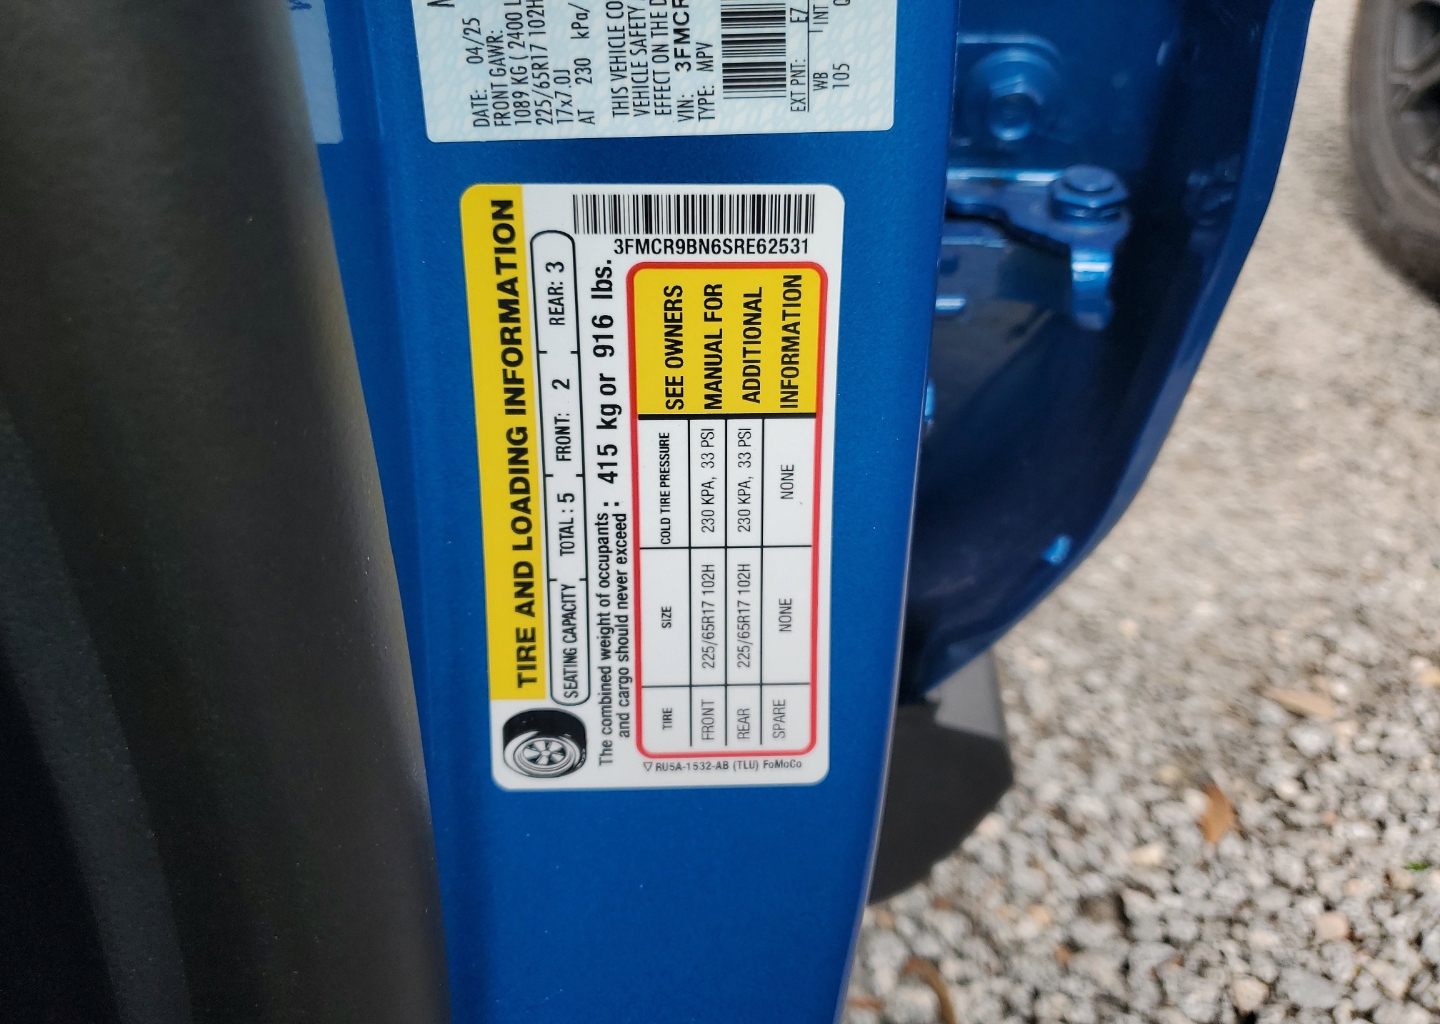 DATE: 04/25
FRONT GAWR:
1089 KG ( 2400 L
225/65R17 102H
17x7.0J
AT 230 kPa/
THIS VEHICLE CO
VEHICLE SAFETY
EFFECT ON THE D
VIN: 3FMCR
TYPE: MPV
EXT PNT: EZ
WB INT
105
TIRE AND LOADING INFORMATION
SEATING CAPACITY TOTAL : 5 FRONT: 2 REAR: 3
The combined weight of occupants
and cargo should never exceed : 415 kg or 916 lbs.
3FMCR9BN6SRE62531
TIRE SIZE COLD TIRE PRESSURE
FRONT 225/65R17 102H 230 KPA, 33 PSI
REAR 225/65R17 102H 230 KPA, 33 PSI
SPARE NONE NONE
SEE OWNERS
MANUAL FOR
ADDITIONAL
INFORMATION
RU5A-1532-AB (TLU) FoMoCo